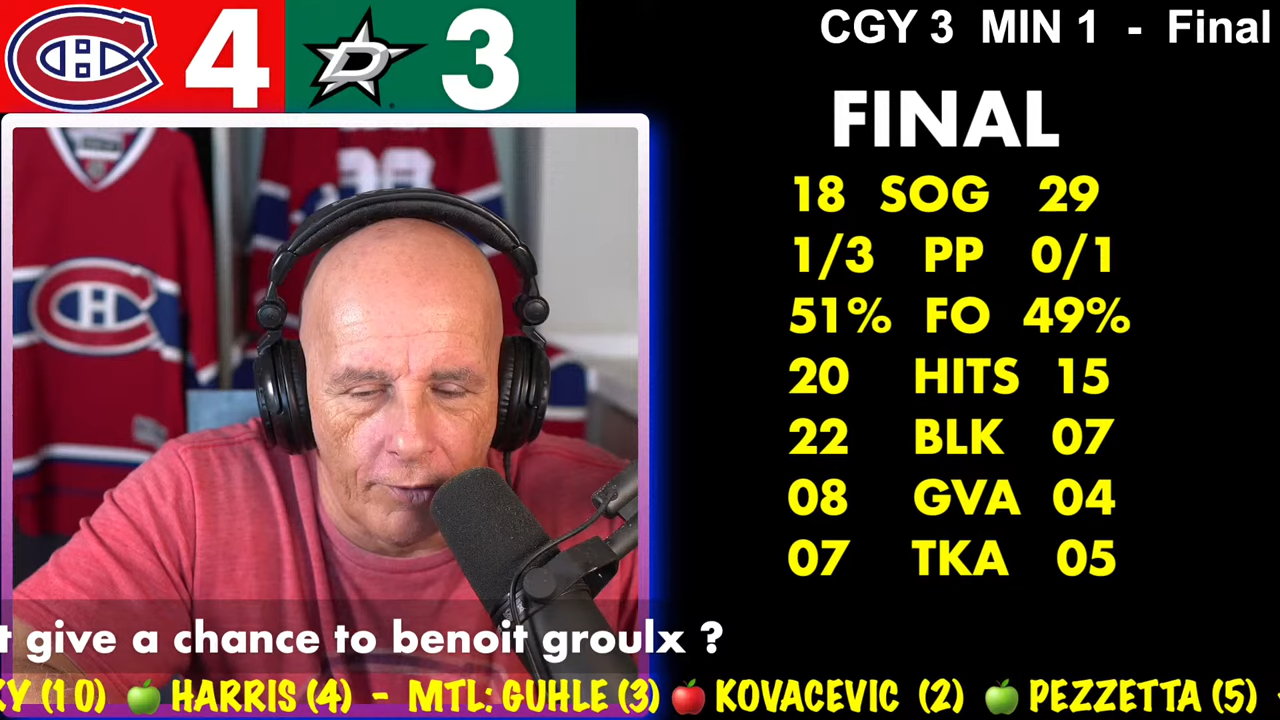 4 3
CGY 3 MIN 1 - Final
FINAL
18 SOG 29
1/3 PP 0/1
51% FO 49%
20 HITS 15
22 BLK 07
08 GVA 04
07 TKA 05
give a chance to benoit groulx ?
(10) HARRIS (4) - MTL: GUHLE (3) KOVACEVIC (2) PEZZETTA (5)